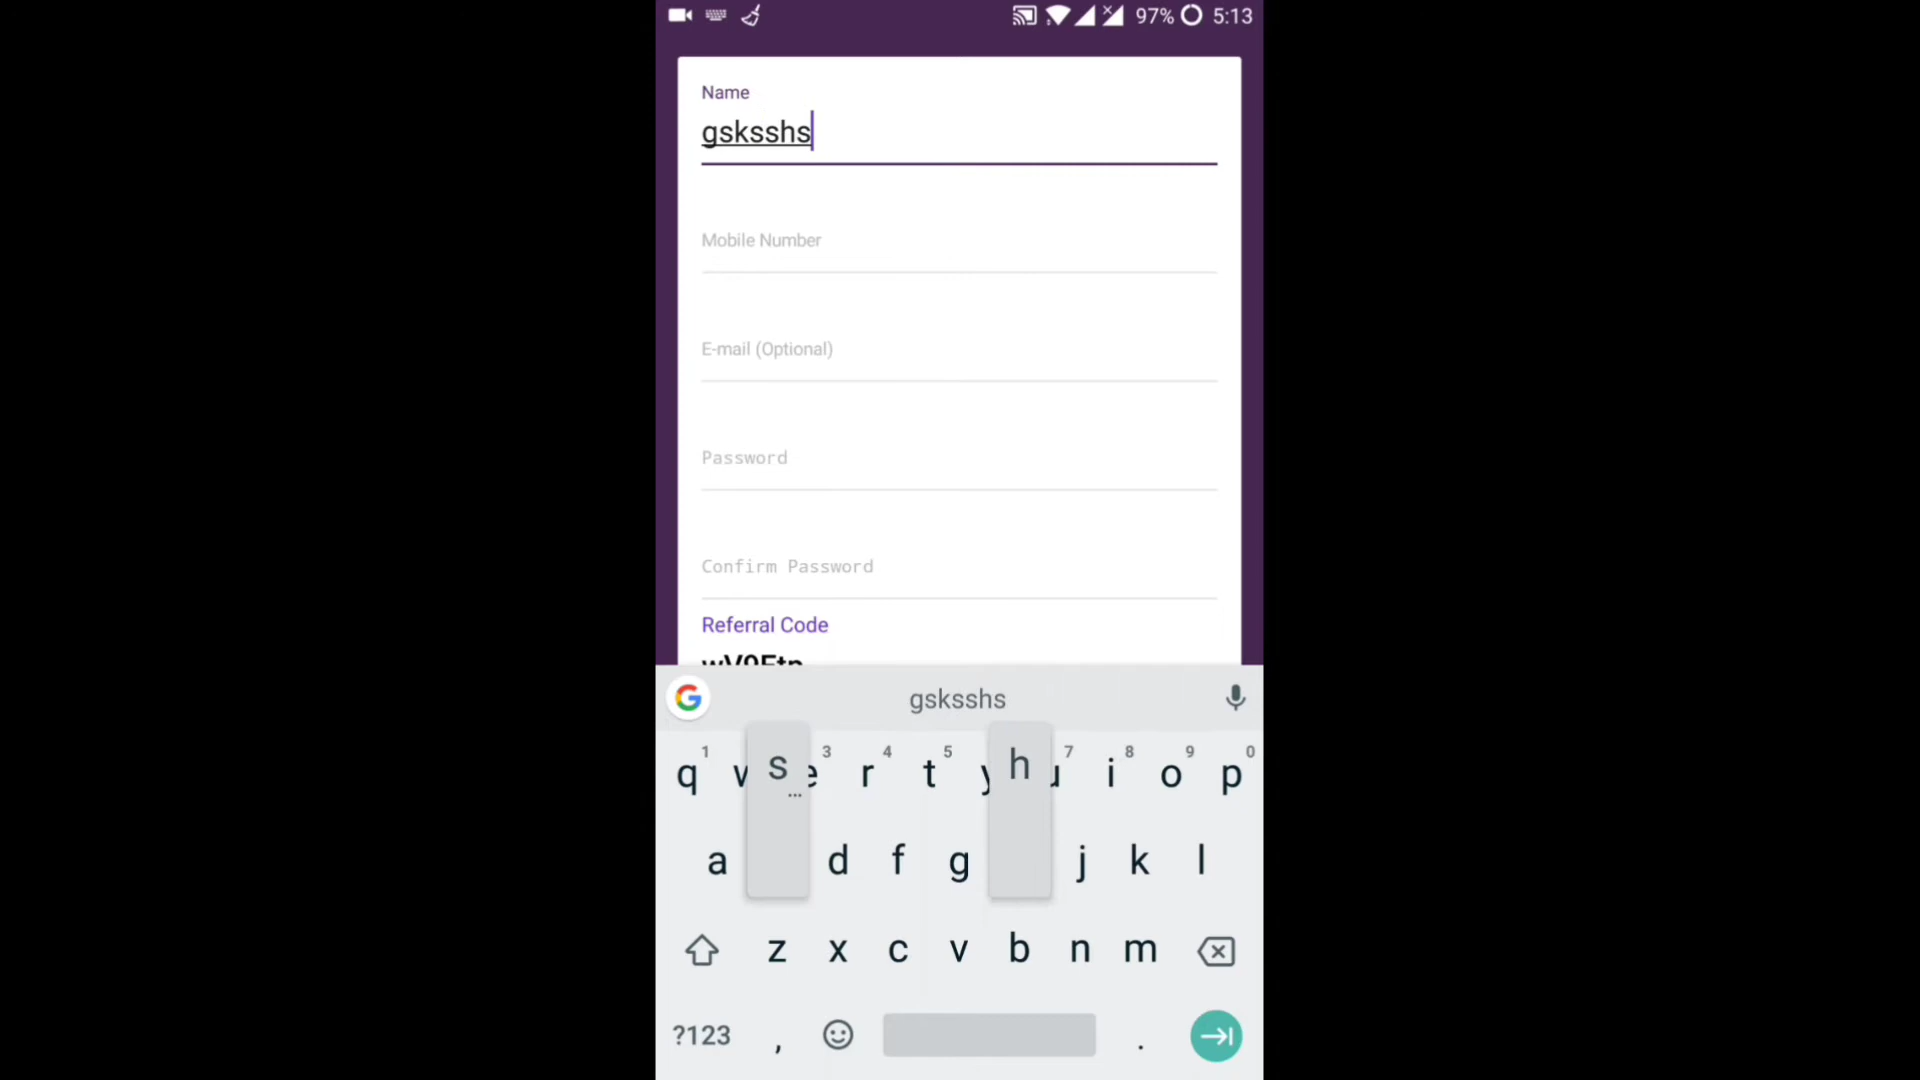 97% 5:13
Name
gsksshs
Mobile Number
E-mail (Optional)
Password
Confirm Password
Referral Code
gsksshs
1 3 4 5 7 8 9 0
q w s e r t y h u i o p
a d f g j k l
z x c v b n m
?123 , .